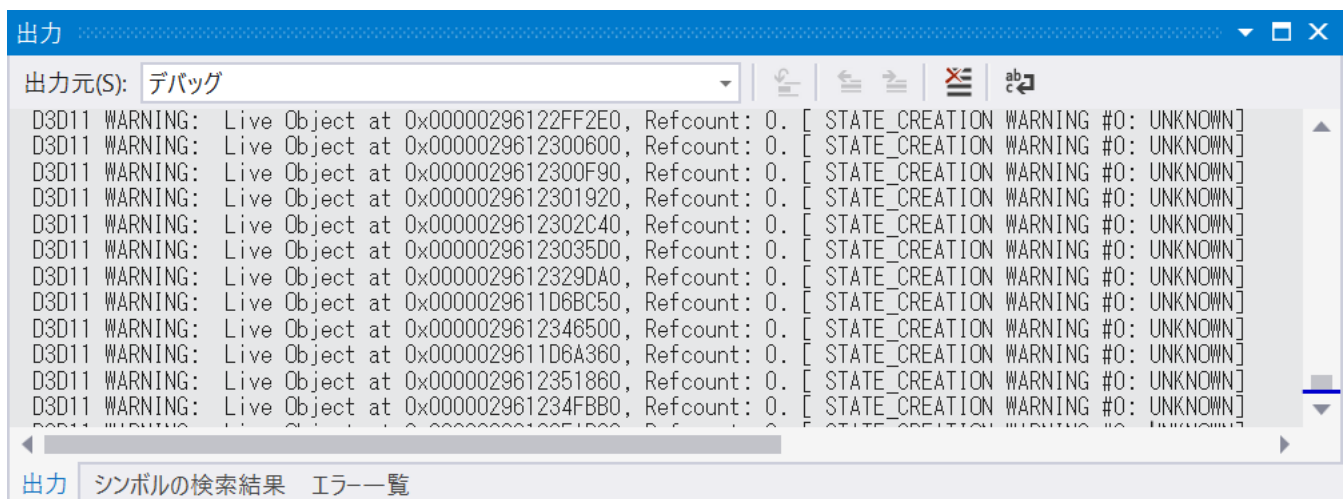 出力
出力元(S): デバッグ
D3D11 WARNING:  Live Object at 0x00000296122FF2E0, Refcount: 0. [ STATE_CREATION WARNING #0: UNKNOWN]
D3D11 WARNING:  Live Object at 0x0000029612300600, Refcount: 0. [ STATE_CREATION WARNING #0: UNKNOWN]
D3D11 WARNING:  Live Object at 0x0000029612300F90, Refcount: 0. [ STATE_CREATION WARNING #0: UNKNOWN]
D3D11 WARNING:  Live Object at 0x0000029612301920, Refcount: 0. [ STATE_CREATION WARNING #0: UNKNOWN]
D3D11 WARNING:  Live Object at 0x0000029612302C40, Refcount: 0. [ STATE_CREATION WARNING #0: UNKNOWN]
D3D11 WARNING:  Live Object at 0x00000296123035D0, Refcount: 0. [ STATE_CREATION WARNING #0: UNKNOWN]
D3D11 WARNING:  Live Object at 0x0000029612329DA0, Refcount: 0. [ STATE_CREATION WARNING #0: UNKNOWN]
D3D11 WARNING:  Live Object at 0x0000029611D6BC50, Refcount: 0. [ STATE_CREATION WARNING #0: UNKNOWN]
D3D11 WARNING:  Live Object at 0x0000029612346500, Refcount: 0. [ STATE_CREATION WARNING #0: UNKNOWN]
D3D11 WARNING:  Live Object at 0x0000029611D6A360, Refcount: 0. [ STATE_CREATION WARNING #0: UNKNOWN]
D3D11 WARNING:  Live Object at 0x0000029612351860, Refcount: 0. [ STATE_CREATION WARNING #0: UNKNOWN]
D3D11 WARNING:  Live Object at 0x000002961234FBB0, Refcount: 0. [ STATE_CREATION WARNING #0: UNKNOWN]
出力 シンボルの検索結果 エラー一覧